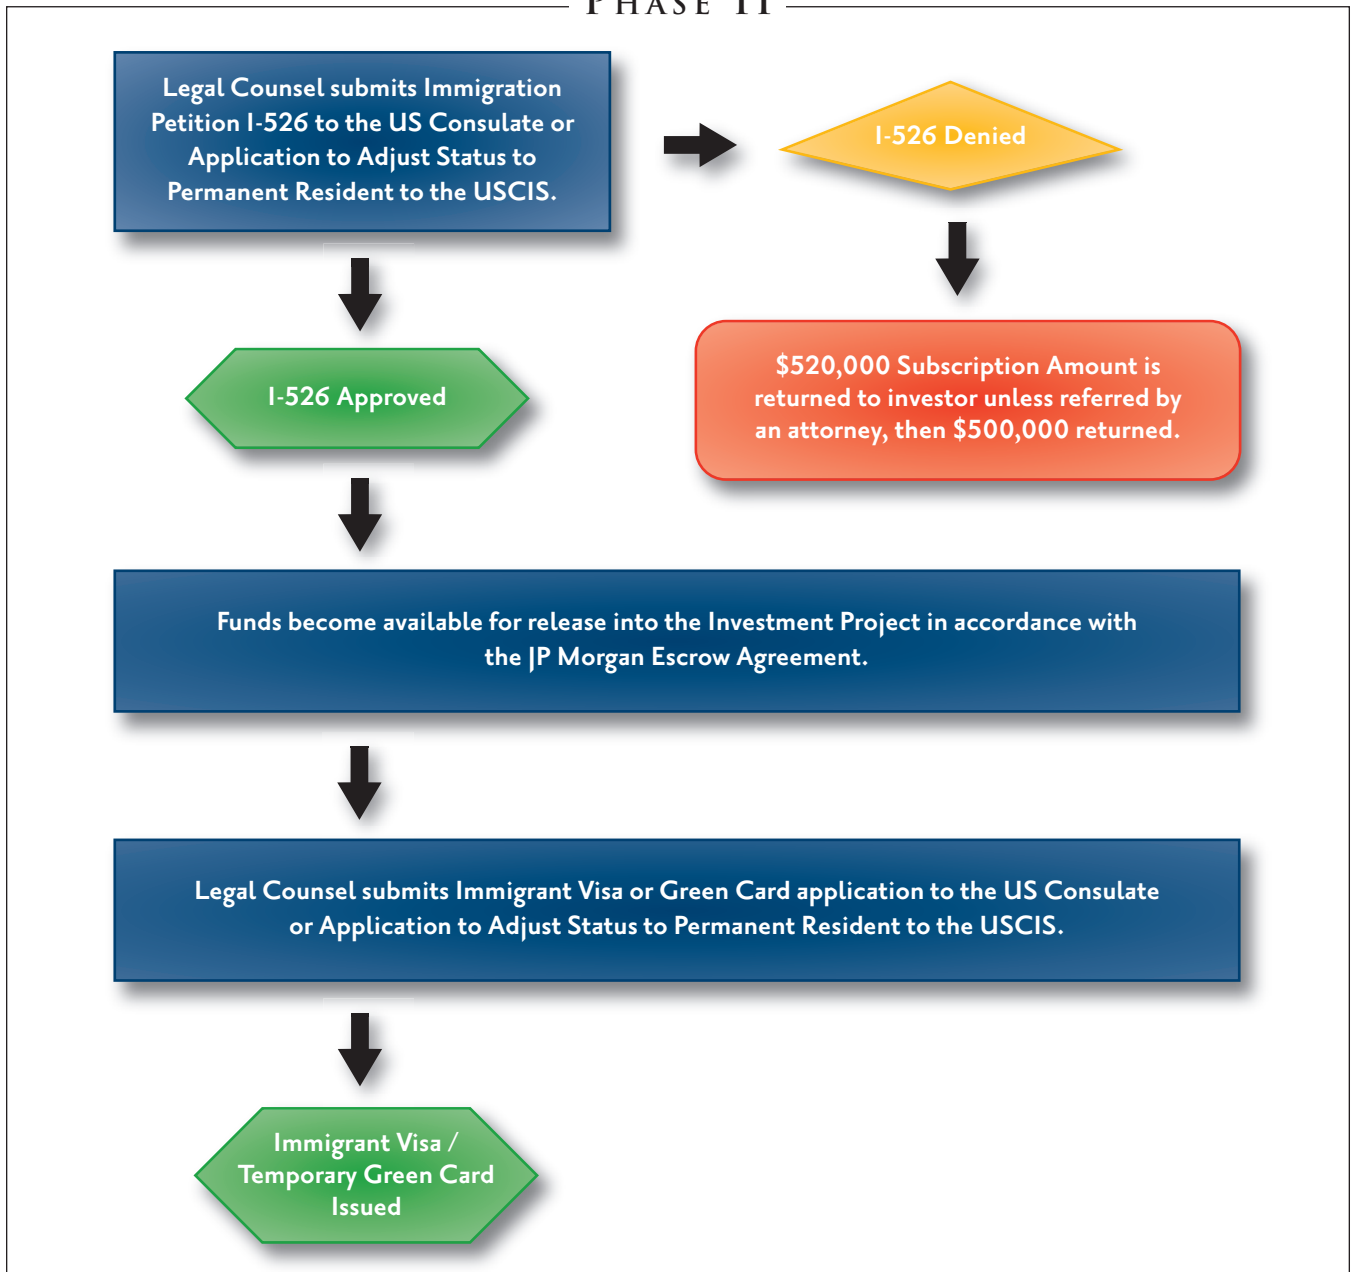 PHASE II
Legal Counsel submits Immigration
Petition I-526 to the US Consulate or
Application to Adjust Status to
Permanent Resident to the USCIS.
I-526 Denied
I-526 Approved
$520,000 Subscription Amount is
returned to investor unless referred by
an attorney, then $500,000 returned.
Funds become available for release into the Investment Project in accordance with
the JP Morgan Escrow Agreement.
Legal Counsel submits Immigrant Visa or Green Card application to the US Consulate
or Application to Adjust Status to Permanent Resident to the USCIS.
Immigrant Visa /
Temporary Green Card
Issued